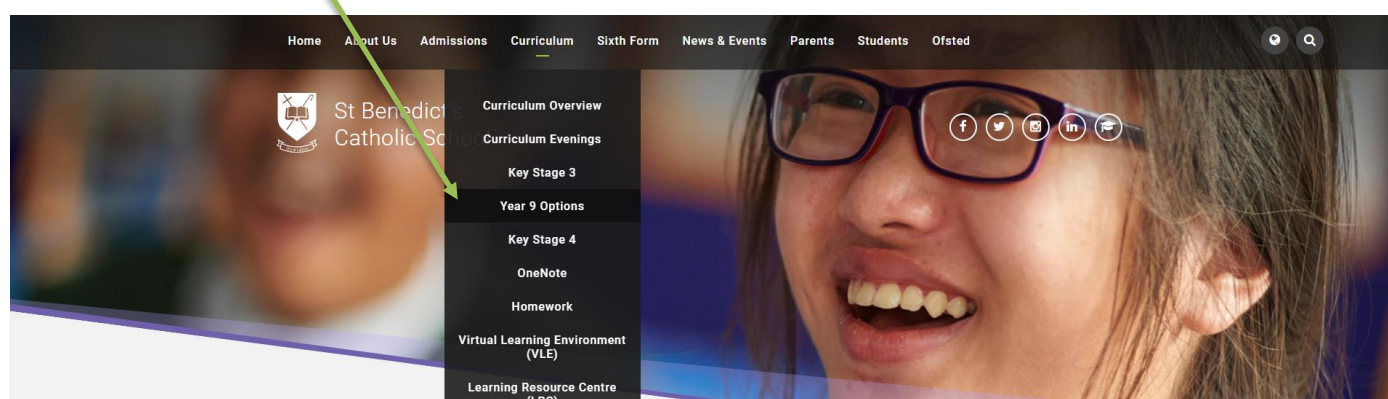 Home About Us Admissions Curriculum Sixth Form News & Events Parents Students Ofsted
St Benedict's
Catholic School
Curriculum Overview
Curriculum Evenings
Key Stage 3
Year 9 Options
Key Stage 4
OneNote
Homework
Virtual Learning Environment
(VLE)
Learning Resource Centre
(LRC)